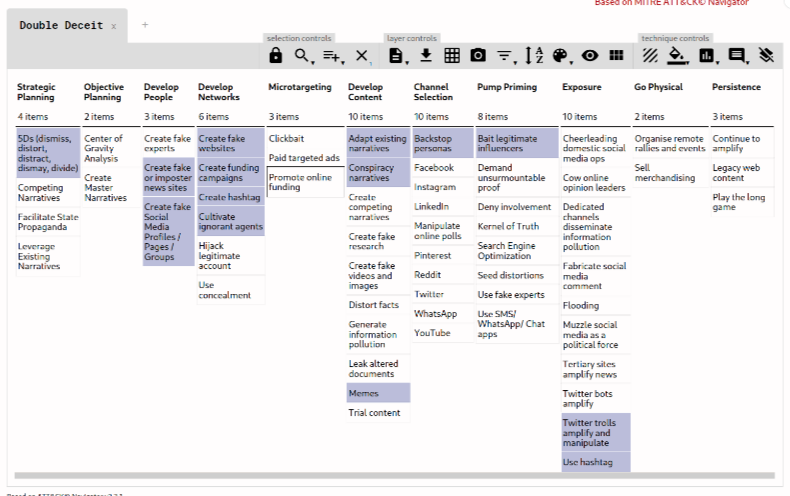 Based on MITRE ATT&CK® Navigator
Double Deceit x +
selection controls
layer controls
technique controls
Strategic
Planning
4 items
5Ds (dismiss,
distort,
distract,
dismay, divide)
Competing
Narratives
Facilitate State
Propaganda
Leverage
Existing
Narratives
Objective
Planning
2 items
Center of
Gravity
Analysis
Create
Master
Narratives
Develop
People
3 items
Create fake
experts
Create fake
or imposter
news sites
Create fake
Social
Media
Profiles /
Pages /
Groups
Develop
Networks
6 items
Create fake
websites
Create funding
campaigns
Create hashtag
Cultivate
ignorant agents
Hijack
legitimate
account
Use
concealment
Microtargeting
3 items
Clickbait
Paid targeted ads
Promote online
funding
Develop
Content
10 items
Adapt existing
narratives
Conspiracy
narratives
Create
competing
narratives
Create fake
research
Create fake
videos and
images
Distort facts
Generate
information
pollution
Leak altered
documents
Memes
Trial content
Channel
Selection
10 items
Backstop
personas
Facebook
Instagram
LinkedIn
Manipulate
online polls
Pinterest
Reddit
Twitter
WhatsApp
YouTube
Pump Priming
8 items
Bait legitimate
influencers
Demand
unsurmountable
proof
Deny involvement
Kernel of Truth
Search Engine
Optimization
Seed distortions
Use fake experts
Use SMS/
WhatsApp/ Chat
apps
Exposure
10 items
Cheerleading
domestic social
media ops
Cow online
opinion leaders
Dedicated
channels
disseminate
information
pollution
Fabricate social
media
comment
Flooding
Muzzle social
media as a
political force
Tertiary sites
amplify news
Twitter bots
amplify
Twitter trolls
amplify and
manipulate
Use hashtag
Go Physical
2 items
Organise remote
rallies and events
Sell
merchandising
Persistence
3 items
Continue to
amplify
Legacy web
content
Play the long
game